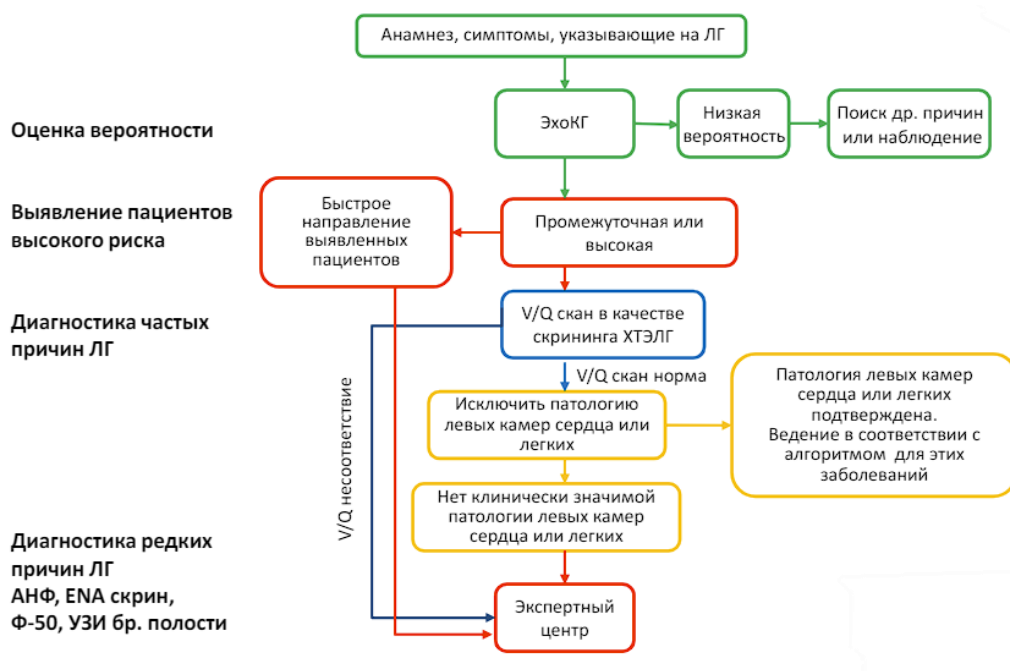 Анамнез, симптомы, указывающие на ЛГ
Оценка вероятности
ЭхоКГ
Низкая
вероятность
Поиск др. причин
или наблюдение
Выявление пациентов
высокого риска
Быстрое
направление
выявленных
пациентов
Промежуточная или
высокая
Диагностика частых
причин ЛГ
V/Q скан в качестве
скрининга ХТЭЛГ
V/Q несоответствие
V/Q скан норма
Исключить патологию
левых камер сердца или
легких
Патология левых камер
сердца или легких
подтверждена.
Ведение в соответствии с
алгоритмом для этих
заболеваний
Нет клинически значимой
патологии левых камер
сердца или легких
Диагностика редких
причин ЛГ
АНФ, ENA скрин,
Ф-50, УЗИ бр. полости
Экспертный
центр